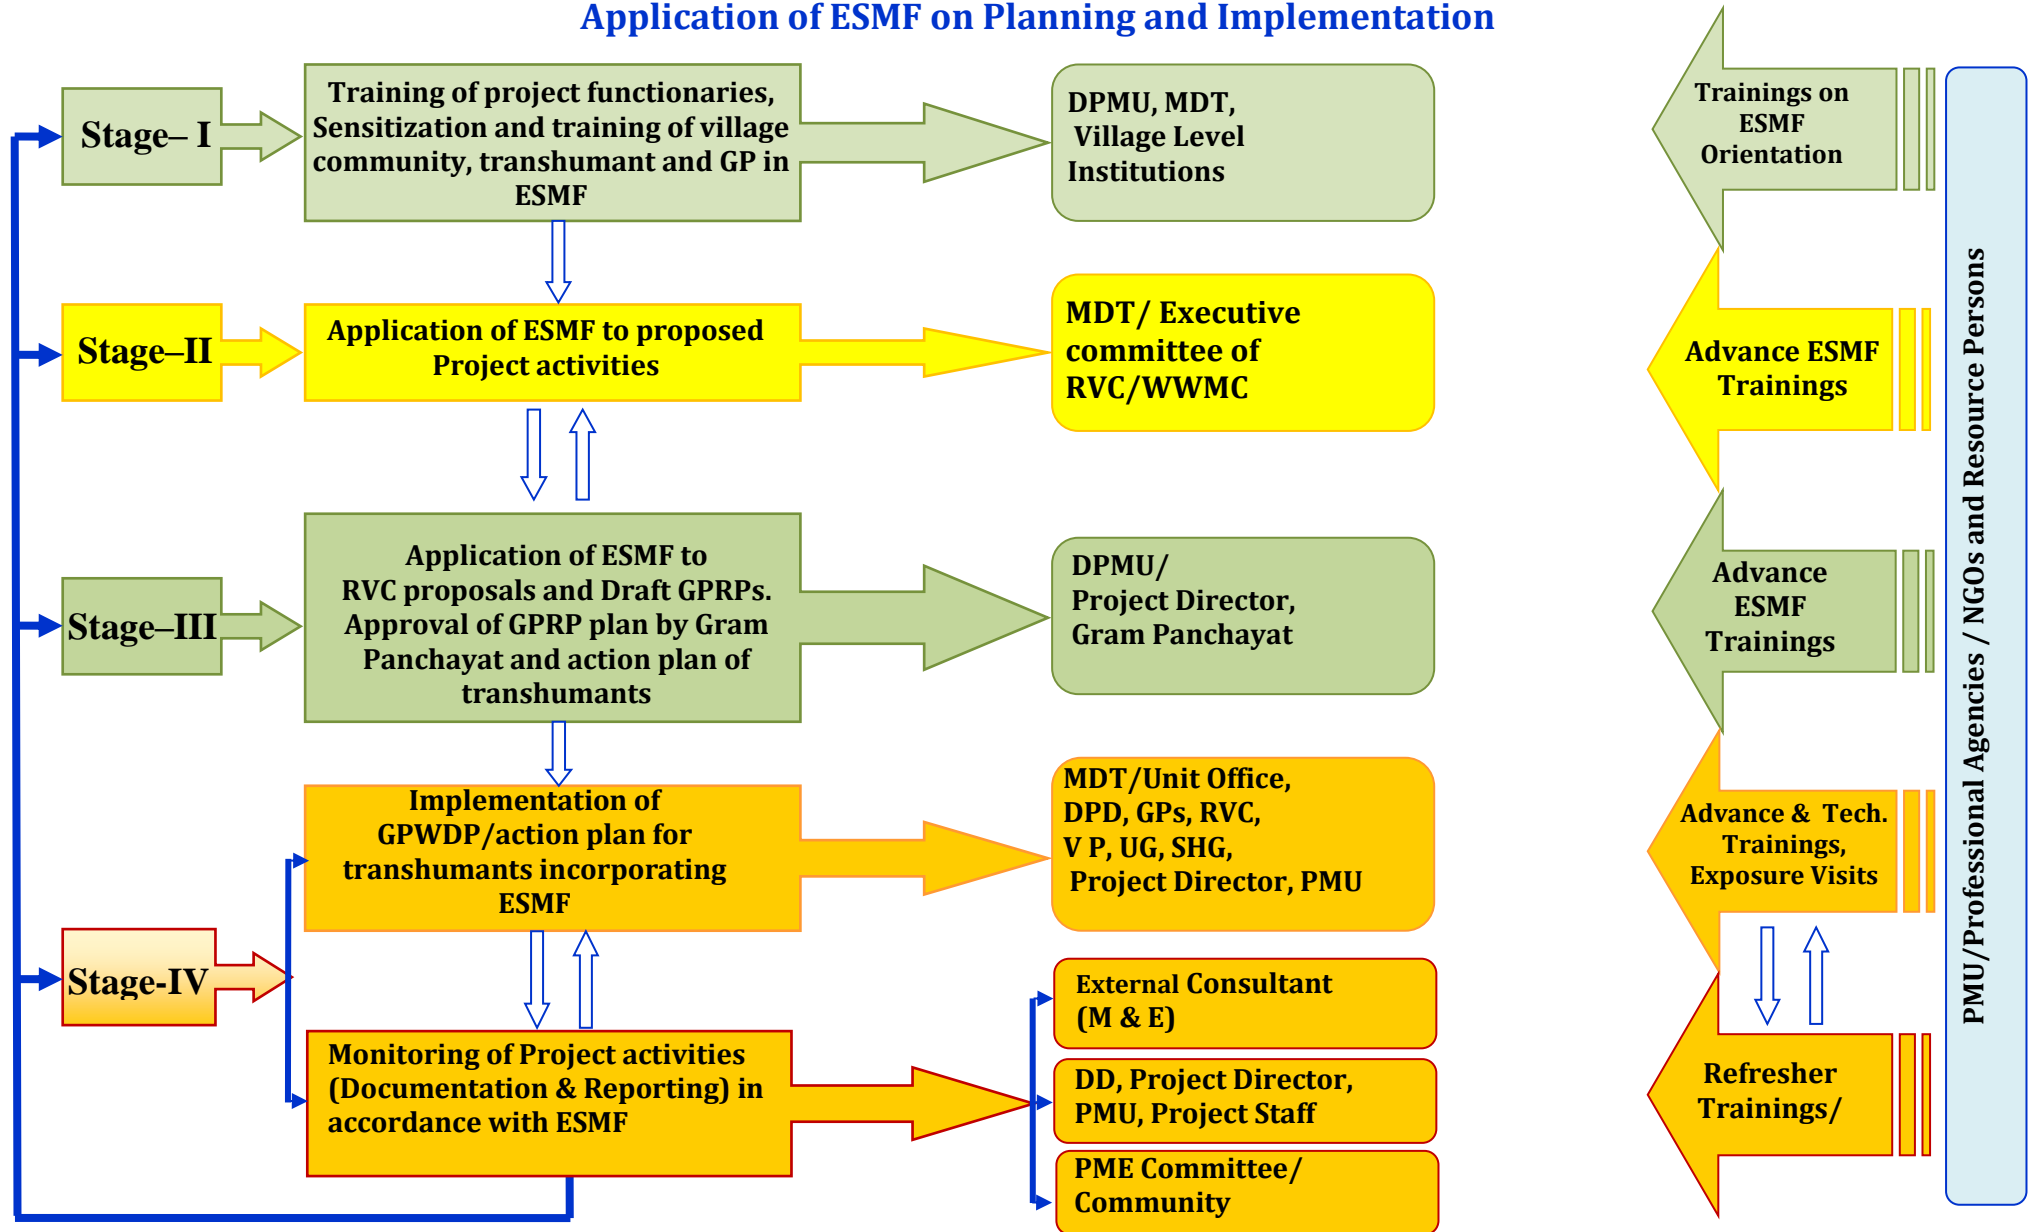 Application of ESMF on Planning and Implementation
Stage– I
Training of project functionaries,
Sensitization and training of village
community, transhumant and GP in
ESMF
DPMU, MDT,
Village Level
Institutions
Trainings on
ESMF
Orientation
Stage–II
Application of ESMF to proposed
Project activities
MDT/ Executive
committee of
RVC/WWMC
Advance ESMF
Trainings
Stage–III
Application of ESMF to
RVC proposals and Draft GPRPs.
Approval of GPRP plan by Gram
Panchayat and action plan of
transhumants
DPMU/
Project Director,
Gram Panchayat
Advance
ESMF
Trainings
Stage-IV
Implementation of
GPWDP/action plan for
transhumants incorporating
ESMF
MDT/Unit Office,
DPD, GPs, RVC,
V P, UG, SHG,
Project Director, PMU
Advance & Tech.
Trainings,
Exposure Visits
Monitoring of Project activities
(Documentation & Reporting) in
accordance with ESMF
External Consultant
(M & E)
DD, Project Director,
PMU, Project Staff
PME Committee/
Community
Refresher
Trainings/
PMU/Professional Agencies / NGOs and Resource Persons